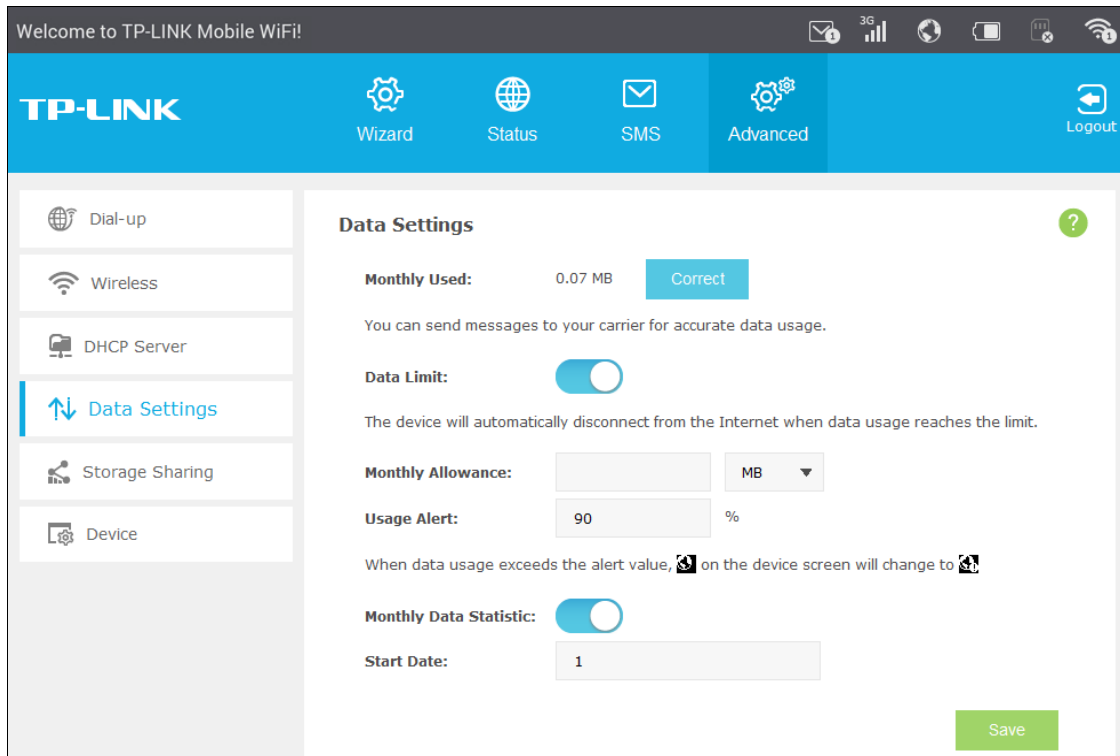 Welcome to TP-LINK Mobile WiFi!
1 3G 1
TP-LINK
Wizard Status SMS Advanced
Logout
Dial-up
Wireless
DHCP Server
Data Settings
Storage Sharing
Device
Data Settings
?
Monthly Used: 0.07 MB Correct
You can send messages to your carrier for accurate data usage.
Data Limit:
The device will automatically disconnect from the Internet when data usage reaches the limit.
Monthly Allowance: MB
Usage Alert: 90 %
When data usage exceeds the alert value, on the device screen will change to
Monthly Data Statistic:
Start Date: 1
Save